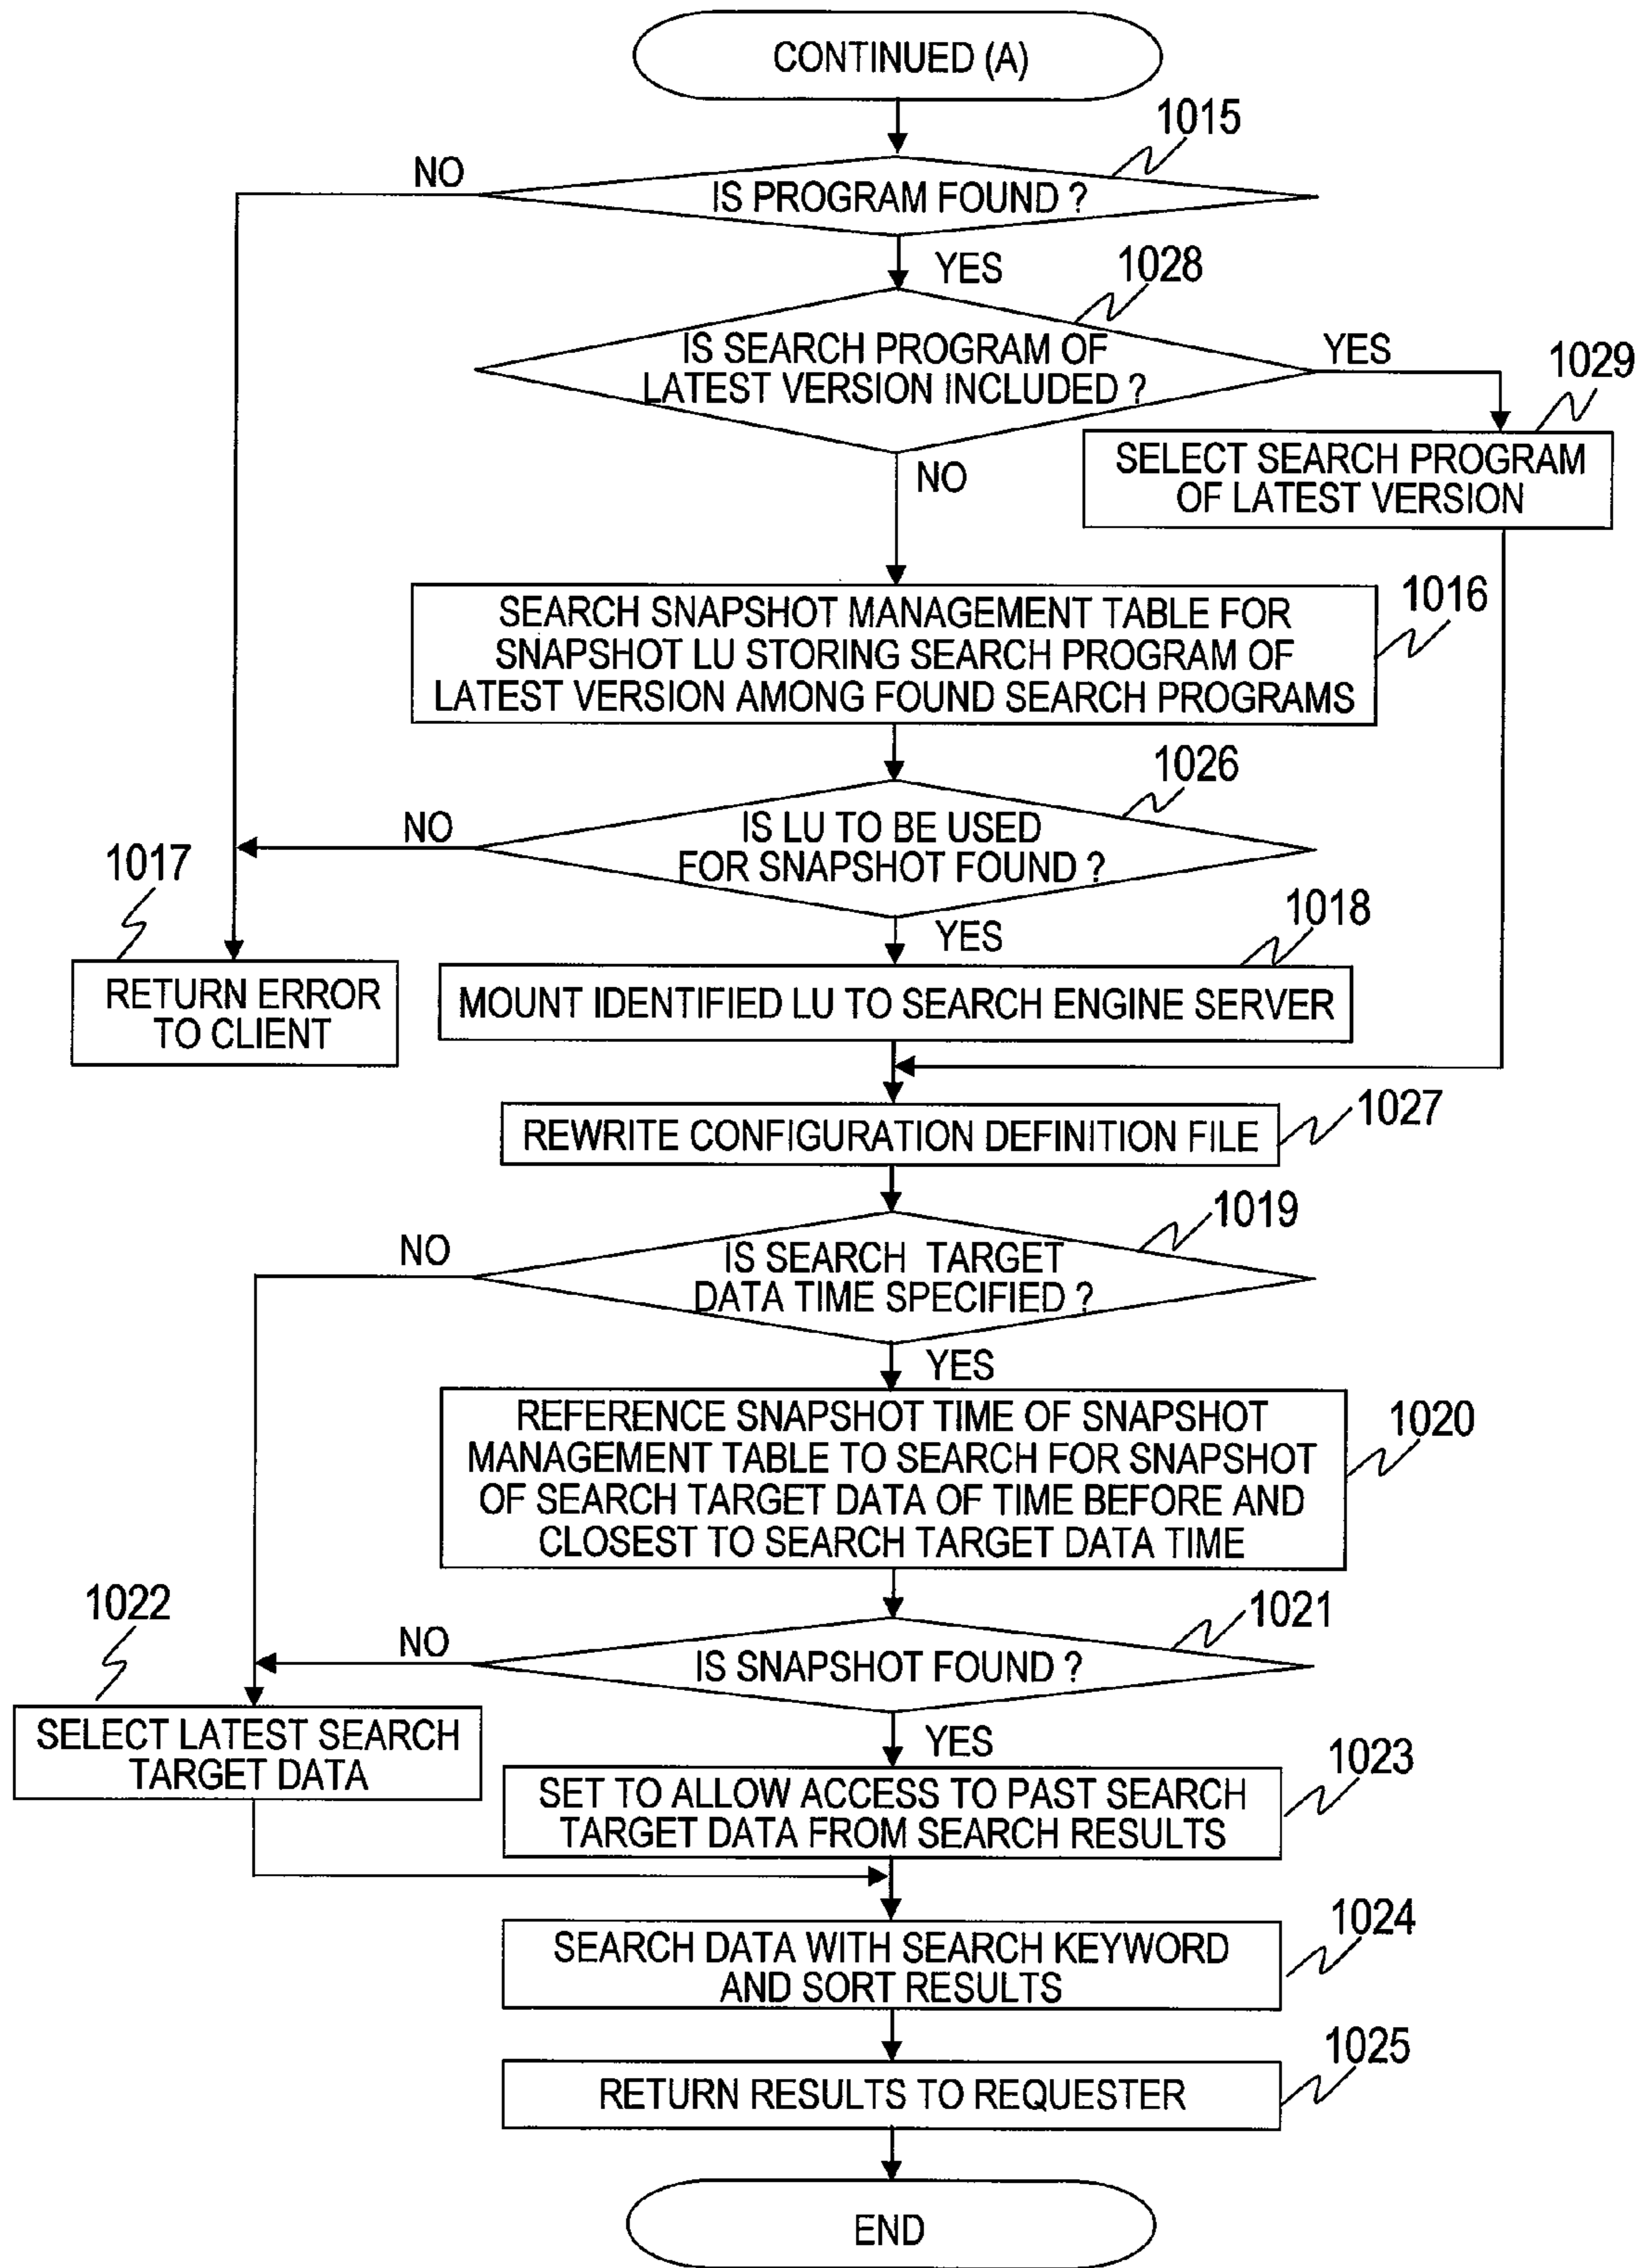 CONTINUED (A)
1015
NO
IS PROGRAM FOUND ?
YES
1028
IS SEARCH PROGRAM OF
LATEST VERSION INCLUDED ?
YES
1029
NO
SELECT SEARCH PROGRAM
OF LATEST VERSION
SEARCH SNAPSHOT MANAGEMENT TABLE FOR
SNAPSHOT LU STORING SEARCH PROGRAM OF
LATEST VERSION AMONG FOUND SEARCH PROGRAMS
1016
1026
NO
IS LU TO BE USED
FOR SNAPSHOT FOUND ?
1017
YES
1018
RETURN ERROR
TO CLIENT
MOUNT IDENTIFIED LU TO SEARCH ENGINE SERVER
REWRITE CONFIGURATION DEFINITION FILE
1027
1019
NO
IS SEARCH TARGET
DATA TIME SPECIFIED ?
YES
REFERENCE SNAPSHOT TIME OF SNAPSHOT
MANAGEMENT TABLE TO SEARCH FOR SNAPSHOT
OF SEARCH TARGET DATA OF TIME BEFORE AND
CLOSEST TO SEARCH TARGET DATA TIME
1020
1022
1021
NO
IS SNAPSHOT FOUND ?
SELECT LATEST SEARCH
TARGET DATA
YES
1023
SET TO ALLOW ACCESS TO PAST SEARCH
TARGET DATA FROM SEARCH RESULTS
1024
SEARCH DATA WITH SEARCH KEYWORD
AND SORT RESULTS
1025
RETURN RESULTS TO REQUESTER
END